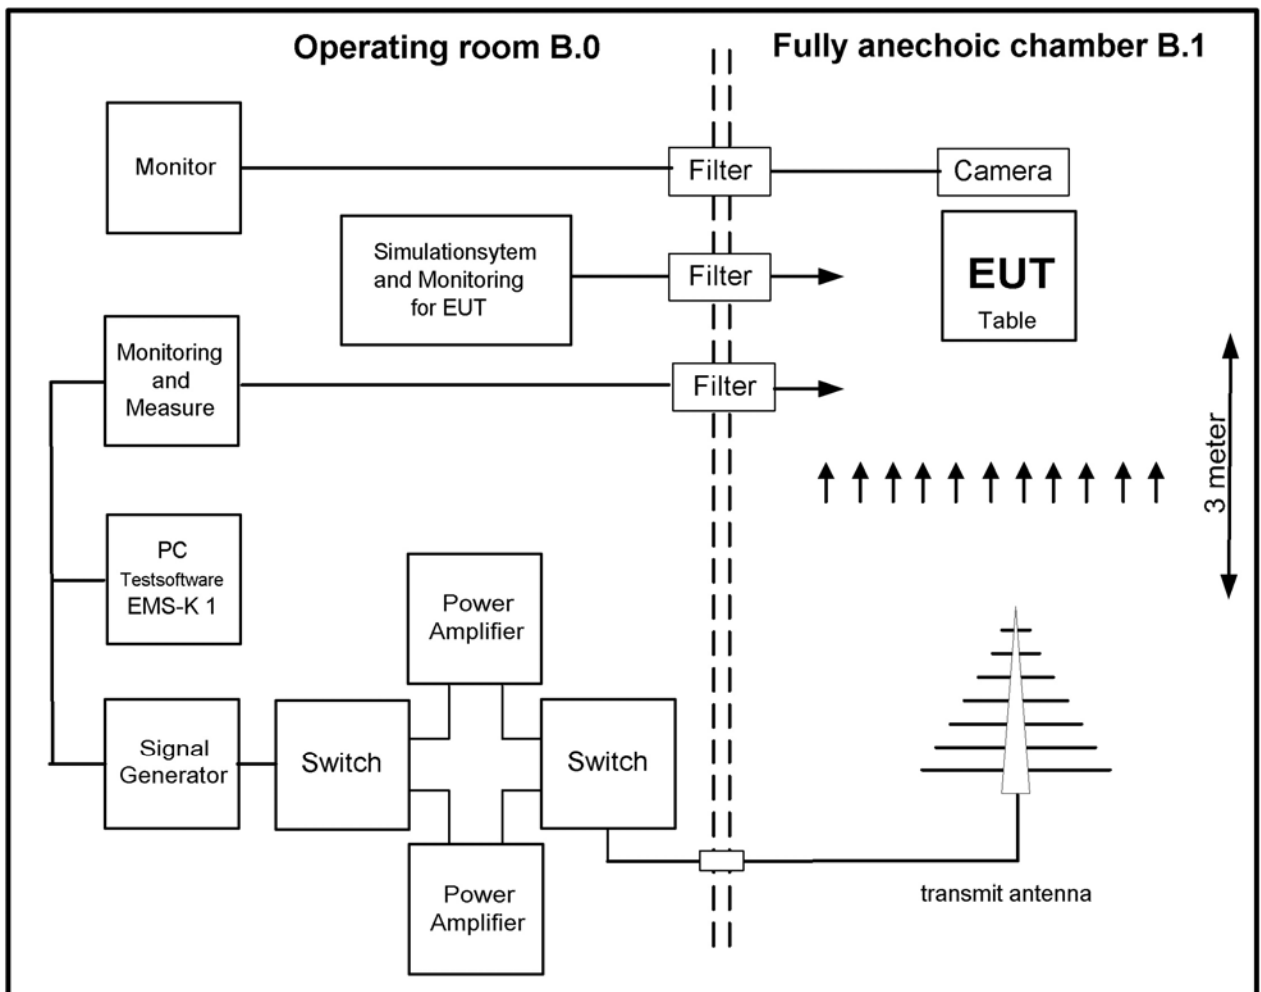 Operating room B.0
Fully anechoic chamber B.1
Monitor
Filter
Camera
Simulationsytem
and Monitoring
for EUT
Filter
EUT
Table
Monitoring
and
Measure
Filter
3 meter
PC
Testsoftware
EMS-K 1
Power
Amplifier
Signal
Generator
Switch
Switch
Power
Amplifier
transmit antenna